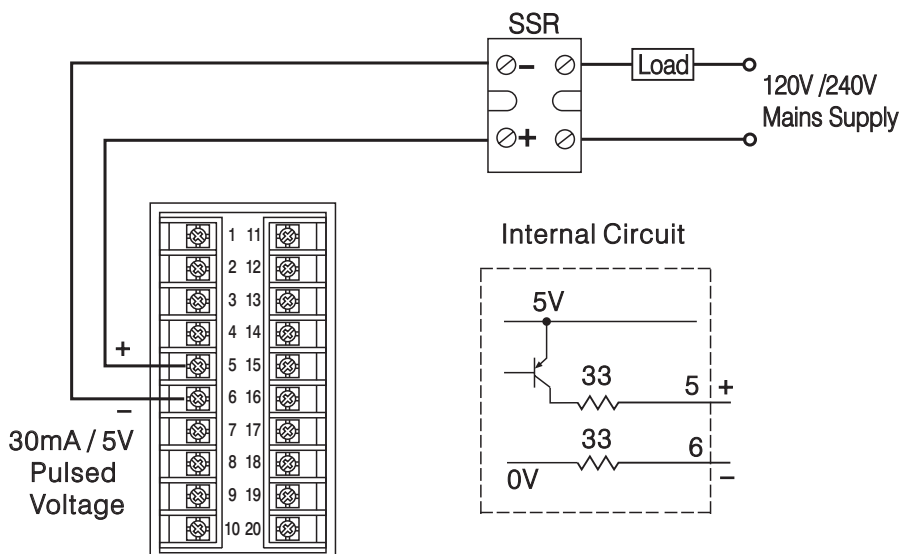 SSR
–
Load
120V /240V
Mains Supply
+
1 11
2 12
3 13
4 14
+
5 15
6 16
–
7 17
8 18
9 19
10 20
30mA / 5V
Pulsed
Voltage
Internal Circuit
5V
33
5 +
33
6
0V
–